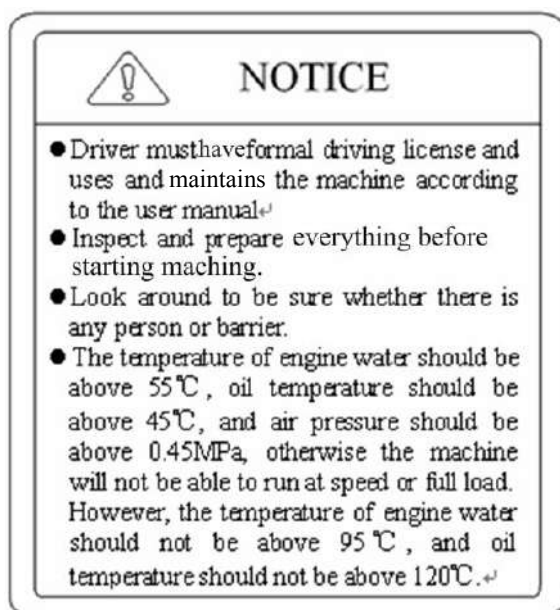 NOTICE
● Driver musthaveformal driving license and
uses and maintains the machine according
to the user manual↵
● Inspect and prepare everything before
starting maching.
● Look around to be sure whether there is
any person or barrier.
● The temperature of engine water should be
above 55℃, oil temperature should be
above 45℃, and air pressure should be
above 0.45MPa, otherwise the machine
will not be able to run at speed or full load.
However, the temperature of engine water
should not be above 95℃, and oil
temperature should not be above 120℃.↵